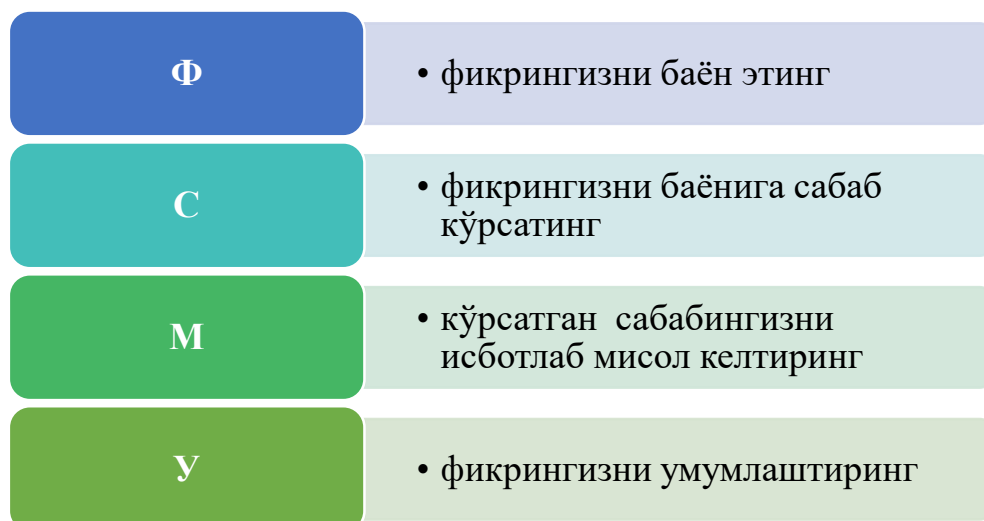 Ф
• фикрингизни баён этинг
С
• фикрингизни баёнига сабаб
кўрсатинг
М
• кўрсатган сабабингизни
исботлаб мисол келтиринг
У
• фикрингизни умумлаштиринг